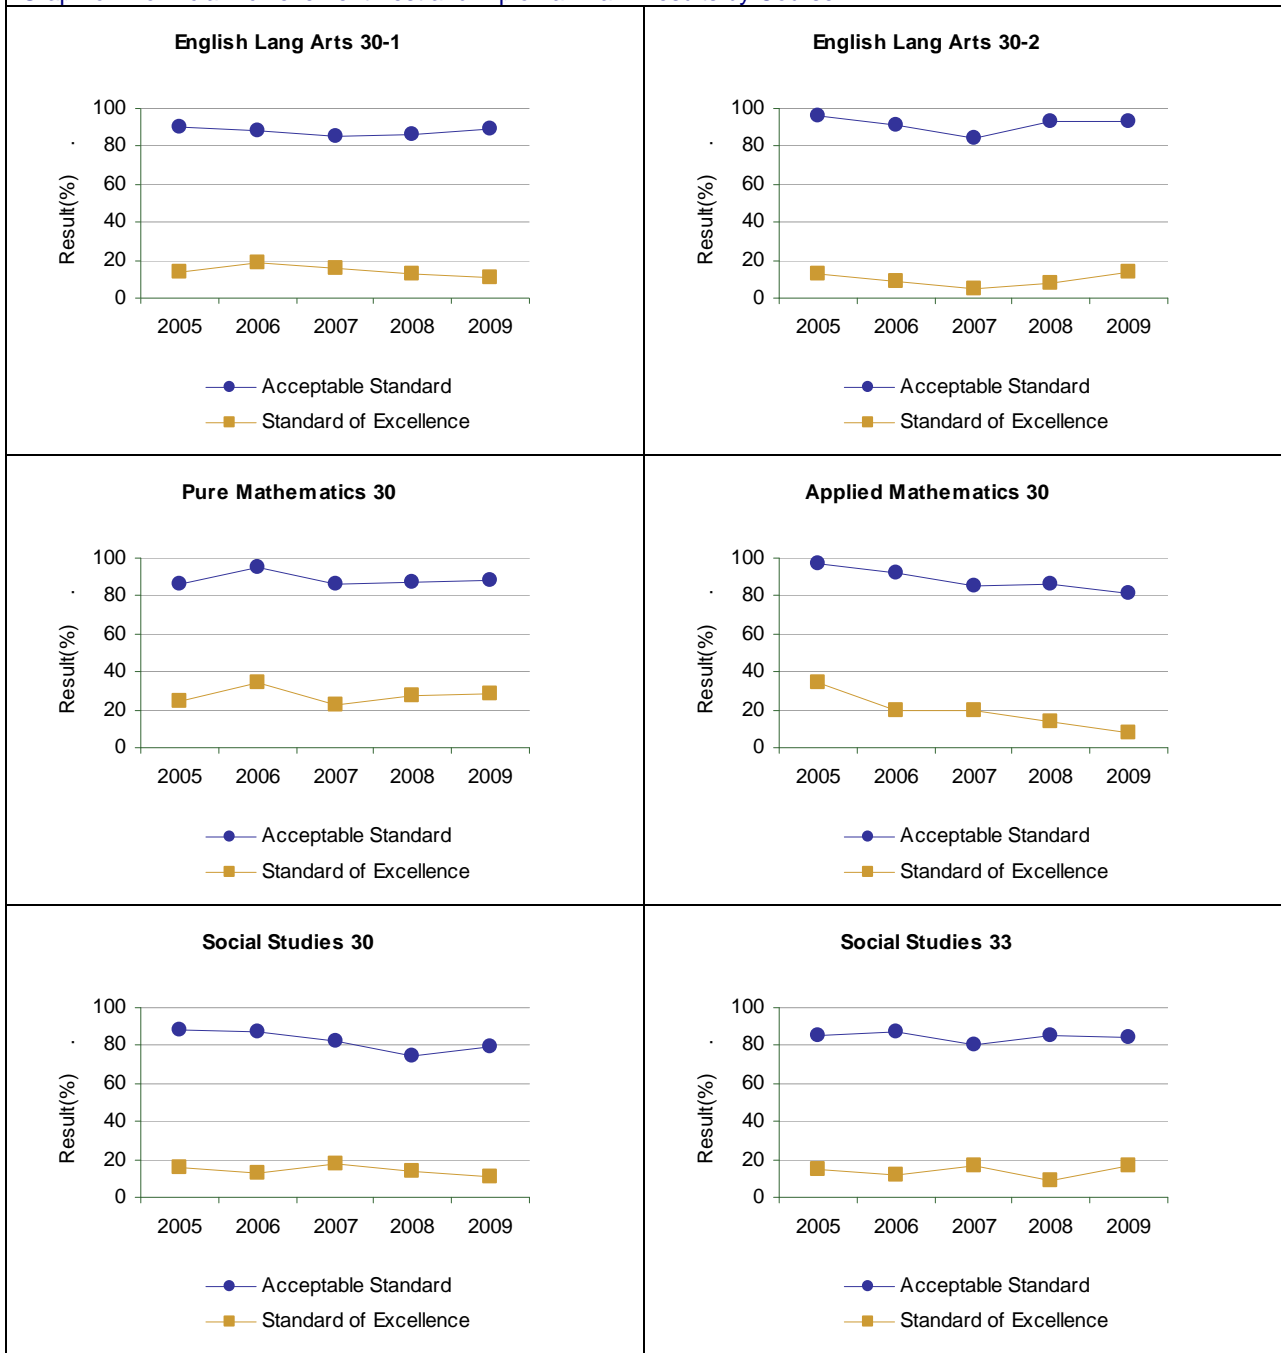 English Lang Arts 30-1
100
80
60
40
20
0
Result(%) .
2005 2006 2007 2008 2009
Acceptable Standard
Standard of Excellence
English Lang Arts 30-2
100
80
60
40
20
0
Result(%) .
2005 2006 2007 2008 2009
Acceptable Standard
Standard of Excellence
Pure Mathematics 30
100
80
60
40
20
0
Result(%) .
2005 2006 2007 2008 2009
Acceptable Standard
Standard of Excellence
Applied Mathematics 30
100
80
60
40
20
0
Result(%) .
2005 2006 2007 2008 2009
Acceptable Standard
Standard of Excellence
Social Studies 30
100
80
60
40
20
0
Result(%) .
2005 2006 2007 2008 2009
Acceptable Standard
Standard of Excellence
Social Studies 33
100
80
60
40
20
0
Result(%) .
2005 2006 2007 2008 2009
Acceptable Standard
Standard of Excellence